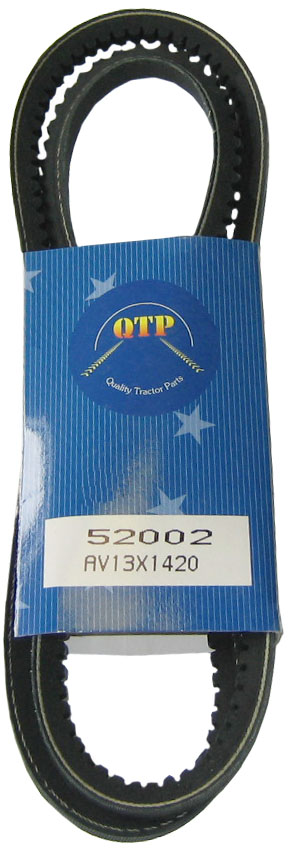 QTP
Quality Tractor Parts
52002
AV13X1420